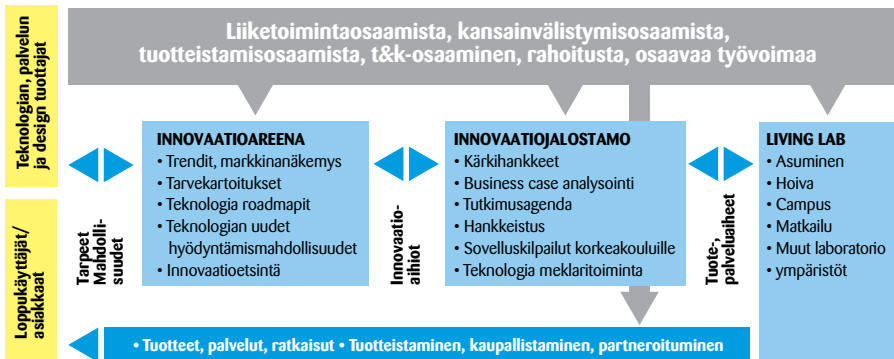 Teknologian, palvelun
ja design tuottajat
Loppukäyttäjät/
asiakkaat
Liiketoimintaosaamista, kansainvälistymisosaamista,
tuotteistamisosaamista, t&k-osaaminen, rahoitusta, osaavaa työvoimaa
Tarpeet
Mahdolli-
suudet
INNOVAATIOAREENA
• Trendit, markkinanäkemys
• Tarvekartoitukset
• Teknologia roadmapit
• Teknologian uudet
hyödyntämismahdollisuudet
• Innovaatioetsintä
Innovaatio-
aihiot
INNOVAATIOJALOSTAMO
• Kärkihankkeet
• Business case analysointi
• Tutkimusagenda
• Hankkeistus
• Sovelluskilpailut korkeakouluille
• Teknologia meklaritoiminta
Tuote-,
palveluaiheet
LIVING LAB
• Asuminen
• Hoiva
• Campus
• Matkailu
• Muut laboratorio
• ympäristöt
• Tuotteet, palvelut, ratkaisut • Tuotteistaminen, kaupallistaminen, partneroituminen